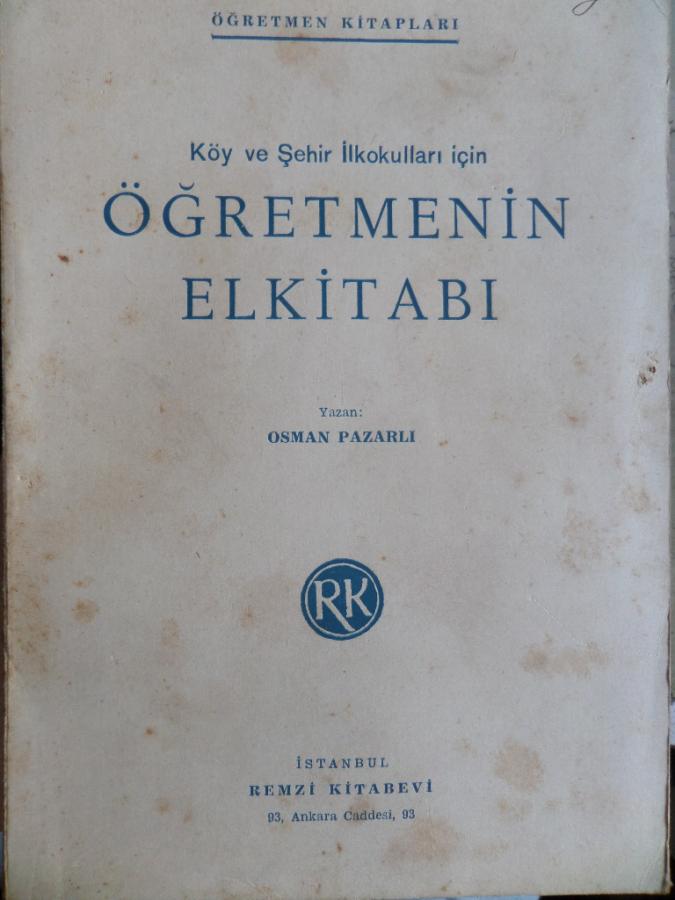 ÖĞRETMEN KİTAPLARI
Köy ve Şehir İlkokulları için
ÖĞRETMENİN
ELKİTABI
Yazan:
OSMAN PAZARLI
RK
İSTANBUL
REMZİ KİTABEVİ
93, Ankara Caddesi, 93